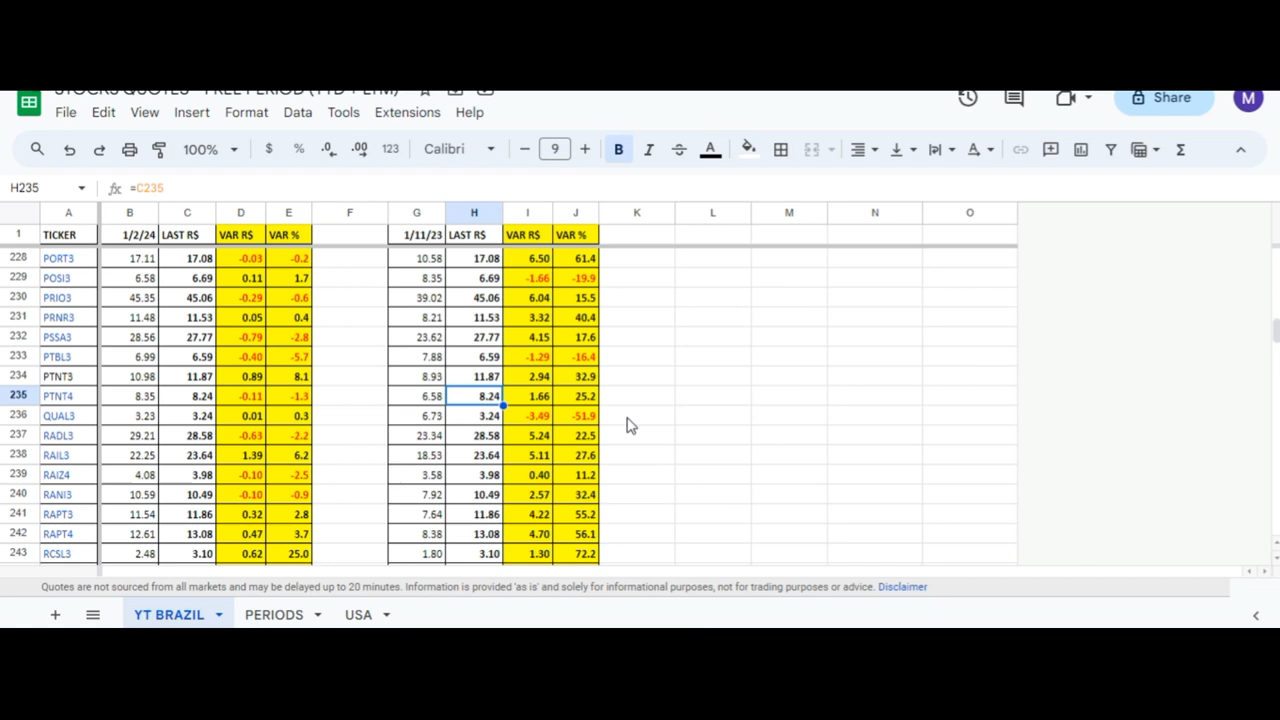 STOCKS QUOTES - FREE PERIOD (YTD + LTM)
File Edit View Insert Format Data Tools Extensions Help
Share M
100% $ % .0 .00 123 Calibri − 9 + B I A Σ
H235 fx =C235
A B C D E F G H I J K L M N O
1 TICKER 1/2/24 LAST R$ VAR R$ VAR % 1/11/23 LAST R$ VAR R$ VAR %
228 PORT3 17.11 17.08 -0.03 -0.2 10.58 17.08 6.50 61.4
229 POSI3 6.58 6.69 0.11 1.7 8.35 6.69 -1.66 -19.9
230 PRIO3 45.35 45.06 -0.29 -0.6 39.02 45.06 6.04 15.5
231 PRNR3 11.48 11.53 0.05 0.4 8.21 11.53 3.32 40.4
232 PSSA3 28.56 27.77 -0.79 -2.8 23.62 27.77 4.15 17.6
233 PTBL3 6.99 6.59 -0.40 -5.7 7.88 6.59 -1.29 -16.4
234 PTNT3 10.98 11.87 0.89 8.1 8.93 11.87 2.94 32.9
235 PTNT4 8.35 8.24 -0.11 -1.3 6.58 8.24 1.66 25.2
236 QUAL3 3.23 3.24 0.01 0.3 6.73 3.24 -3.49 -51.9
237 RADL3 29.21 28.58 -0.63 -2.2 23.34 28.58 5.24 22.5
238 RAIL3 22.25 23.64 1.39 6.2 18.53 23.64 5.11 27.6
239 RAIZ4 4.08 3.98 -0.10 -2.5 3.58 3.98 0.40 11.2
240 RANI3 10.59 10.49 -0.10 -0.9 7.92 10.49 2.57 32.4
241 RAPT3 11.54 11.86 0.32 2.8 7.64 11.86 4.22 55.2
242 RAPT4 12.61 13.08 0.47 3.7 8.38 13.08 4.70 56.1
243 RCSL3 2.48 3.10 0.62 25.0 1.80 3.10 1.30 72.2
Quotes are not sourced from all markets and may be delayed up to 20 minutes. Information is provided 'as is' and solely for informational purposes, not for trading purposes or advice. Disclaimer
YT BRAZIL PERIODS USA